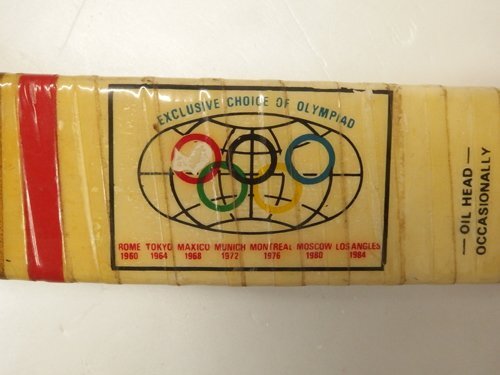 EXCLUSIVE CHOICE OF OLYMPIAD
ROME TOKYO MAXICO MUNICH MONTREAL MOSCOW LOSANGLES
1960 1964 1968 1972 1976 1980 1984
— OIL HEAD —
OCCASIONALLY